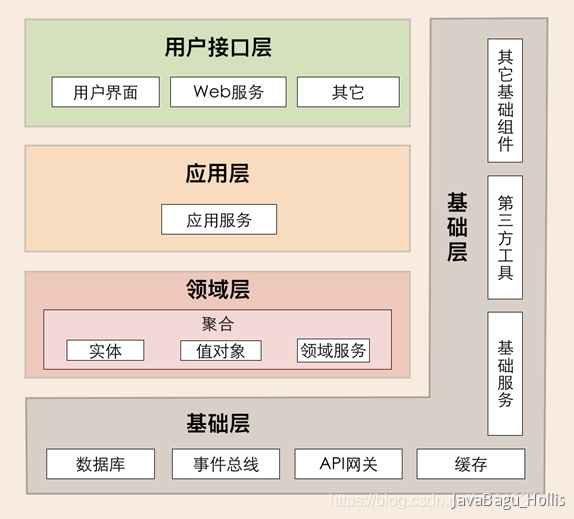 用户接口层
用户界面
Web服务
其它
应用层
应用服务
领域层
聚合
实体
值对象
领域服务
基础层
数据库
事件总线
API网关
缓存
基础层
其它基础组件
第三方工具
基础服务
https://blog.csdn.net
JavaBagu_Hollis